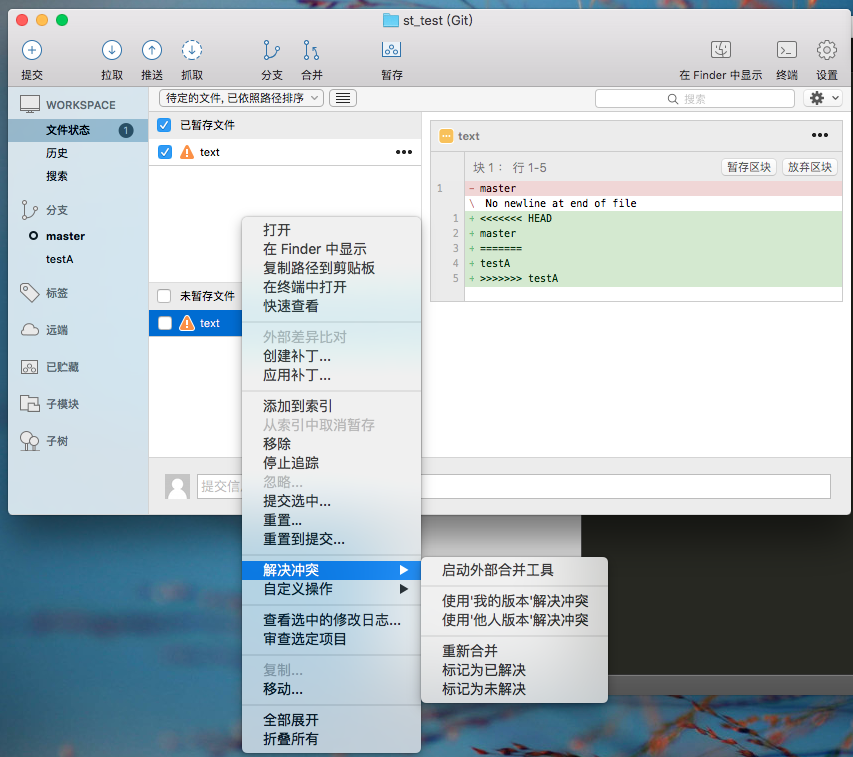 st_test (Git)
提交
拉取
推送
抓取
分支
合并
暂存
在 Finder 中显示
终端
设置
WORKSPACE
文件状态
1
历史
搜索
分支
master
testA
标签
远端
已贮藏
子模块
子树
待定的文件, 已依照路径排序
搜索
已暂存文件
text
未暂存文件
text
提交信
text
块 1： 行 1-5
暂存区块
放弃区块
1 - master
\ No newline at end of file
1 + <<<<<<< HEAD
2 + master
3 + =======
4 + testA
5 + >>>>>>> testA
打开
在 Finder 中显示
复制路径到剪贴板
在终端中打开
快速查看
外部差异比对
创建补丁...
应用补丁...
添加到索引
从索引中取消暂存
移除
停止追踪
忽略...
提交选中...
重置...
重置到提交...
解决冲突
自定义操作
查看选中的修改日志...
审查选定项目
复制...
移动...
全部展开
折叠所有
启动外部合并工具
使用'我的版本'解决冲突
使用'他人版本'解决冲突
重新合并
标记为已解决
标记为未解决